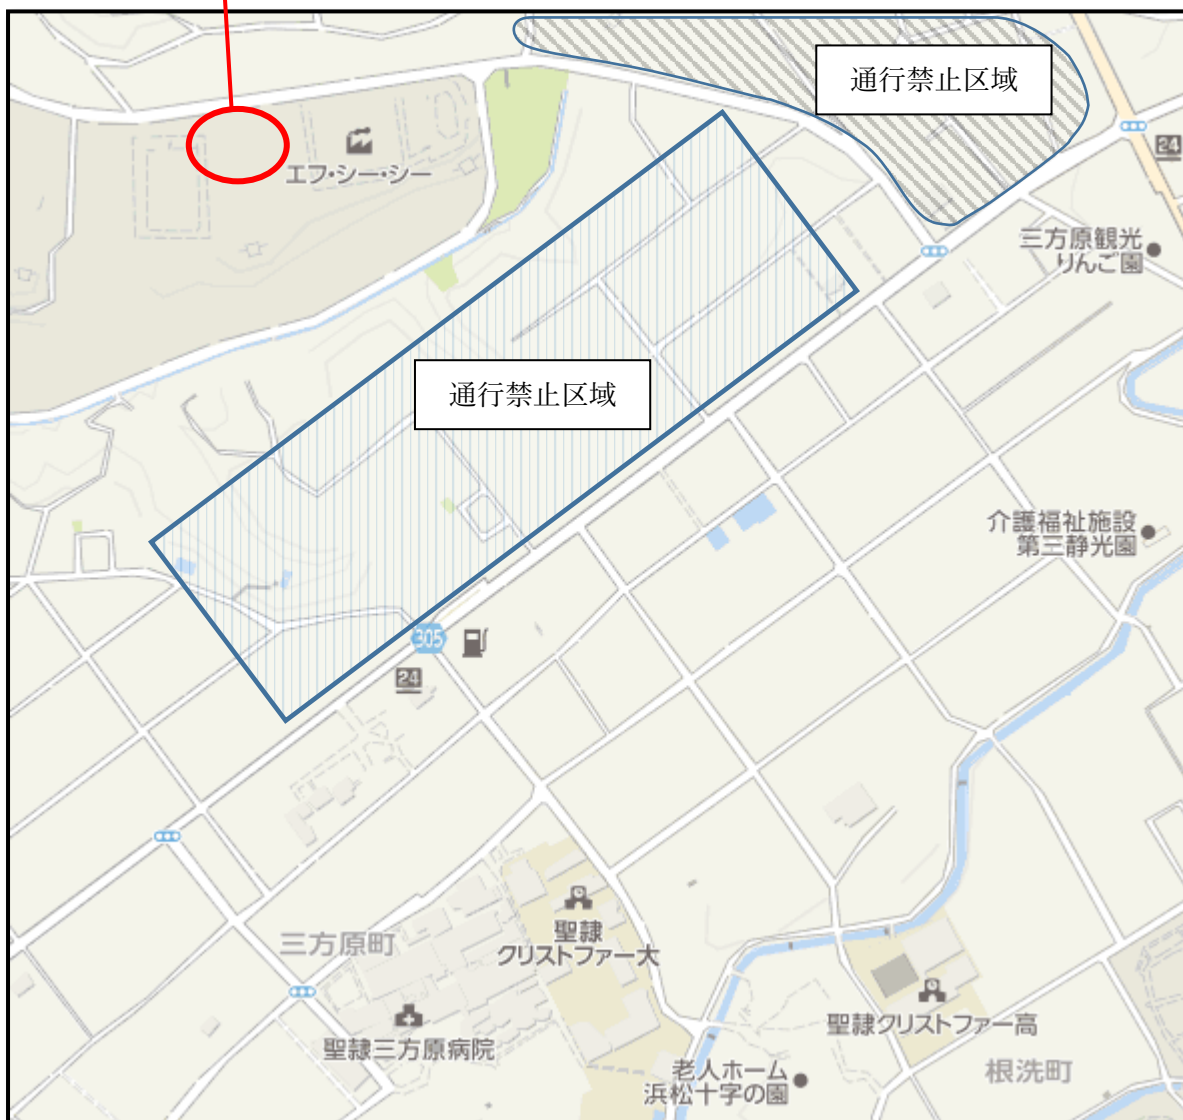 通行禁止区域
24
エフ・シー・シー
三方原観光
りんご園
通行禁止区域
介護福祉施設
第三静光園
305
24
聖隷
クリストファー大
三方原町
聖隷クリストファー高
聖隷三方原病院
老人ホーム
浜松十字の園
根洗町